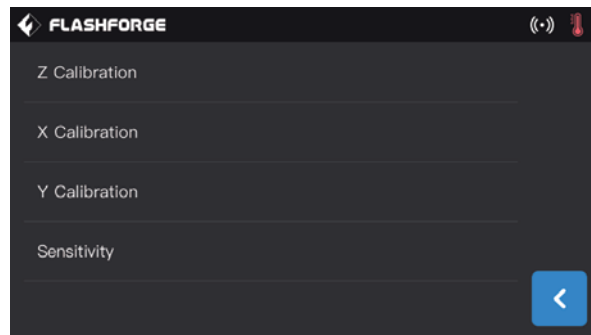 FLASHFORGE
Z Calibration
X Calibration
Y Calibration
Sensitivity